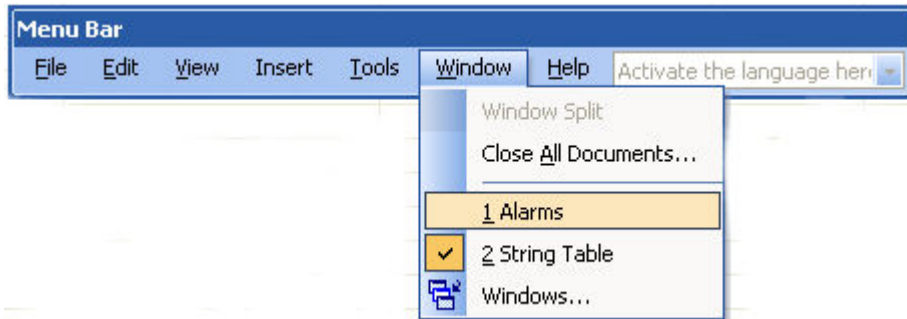 Menu Bar
File Edit View Insert Tools Window Help Activate the language her
Window Split
Close All Documents...
1 Alarms
2 String Table
Windows...